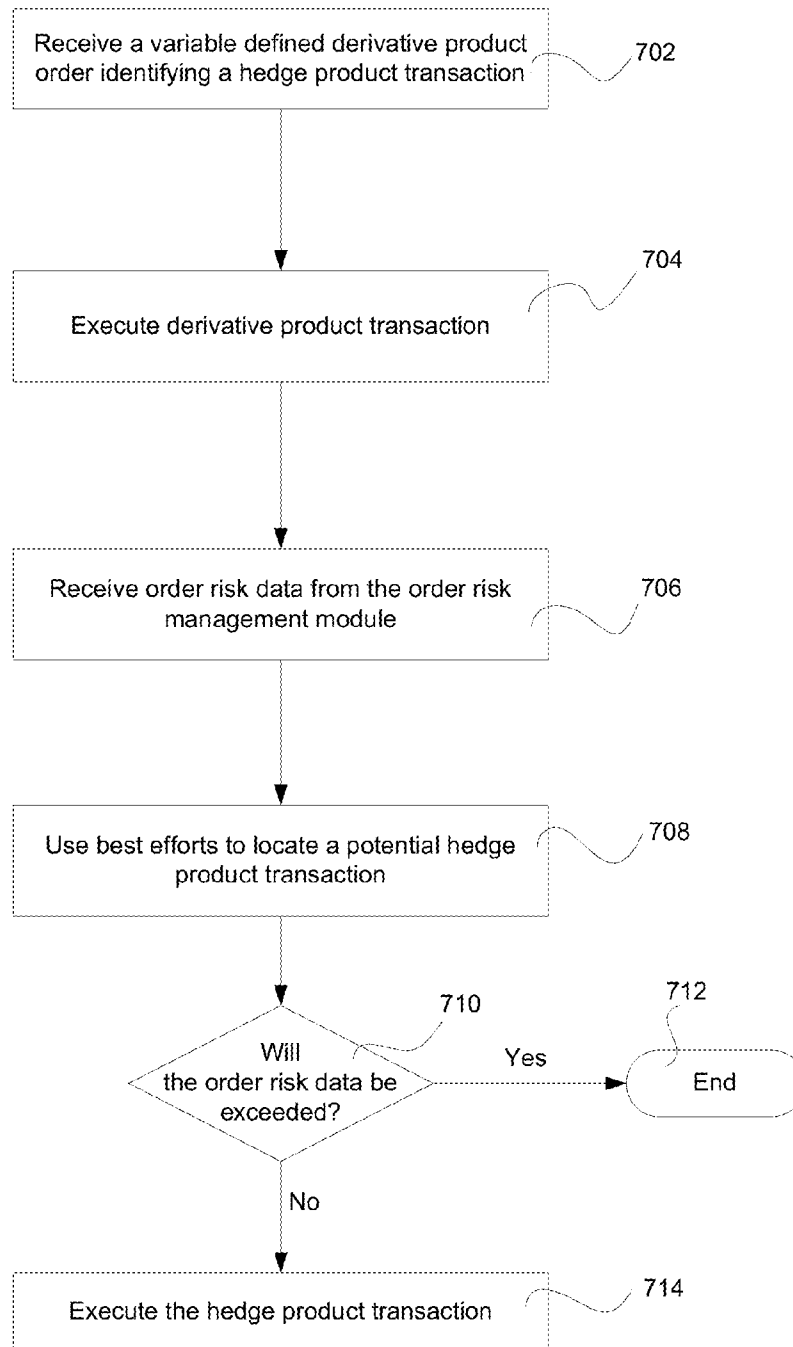 Receive a variable defined derivative product
order identifying a hedge product transaction
702
704
Execute derivative product transaction
Receive order risk data from the order risk
management module
706
708
Use best efforts to locate a potential hedge
product transaction
710
712
Will
the order risk data be
exceeded?
Yes
End
No
Execute the hedge product transaction
714